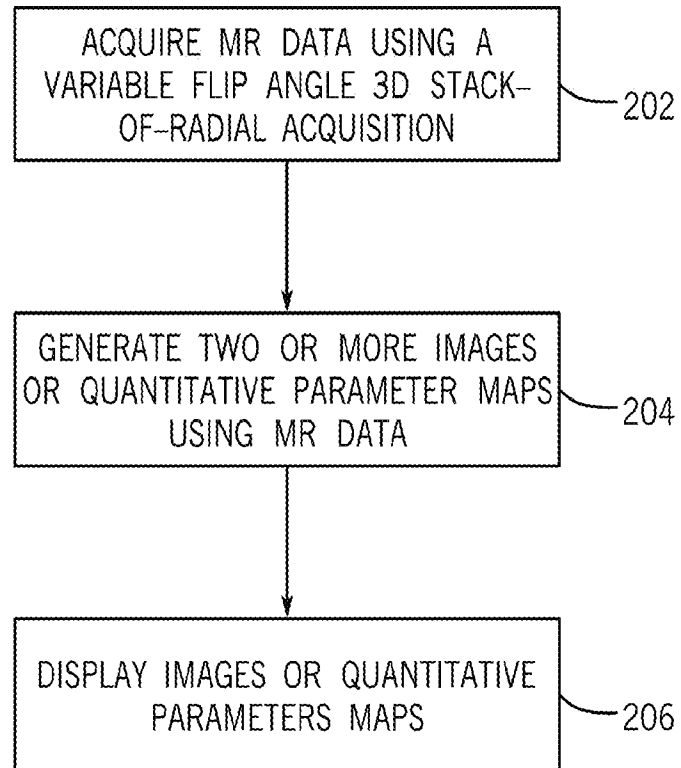 ACQUIRE MR DATA USING A
VARIABLE FLIP ANGLE 3D STACK-
OF-RADIAL ACQUISITION
202
GENERATE TWO OR MORE IMAGES
OR QUANTITATIVE PARAMETER MAPS
USING MR DATA
204
DISPLAY IMAGES OR QUANTITATIVE
PARAMETERS MAPS
206